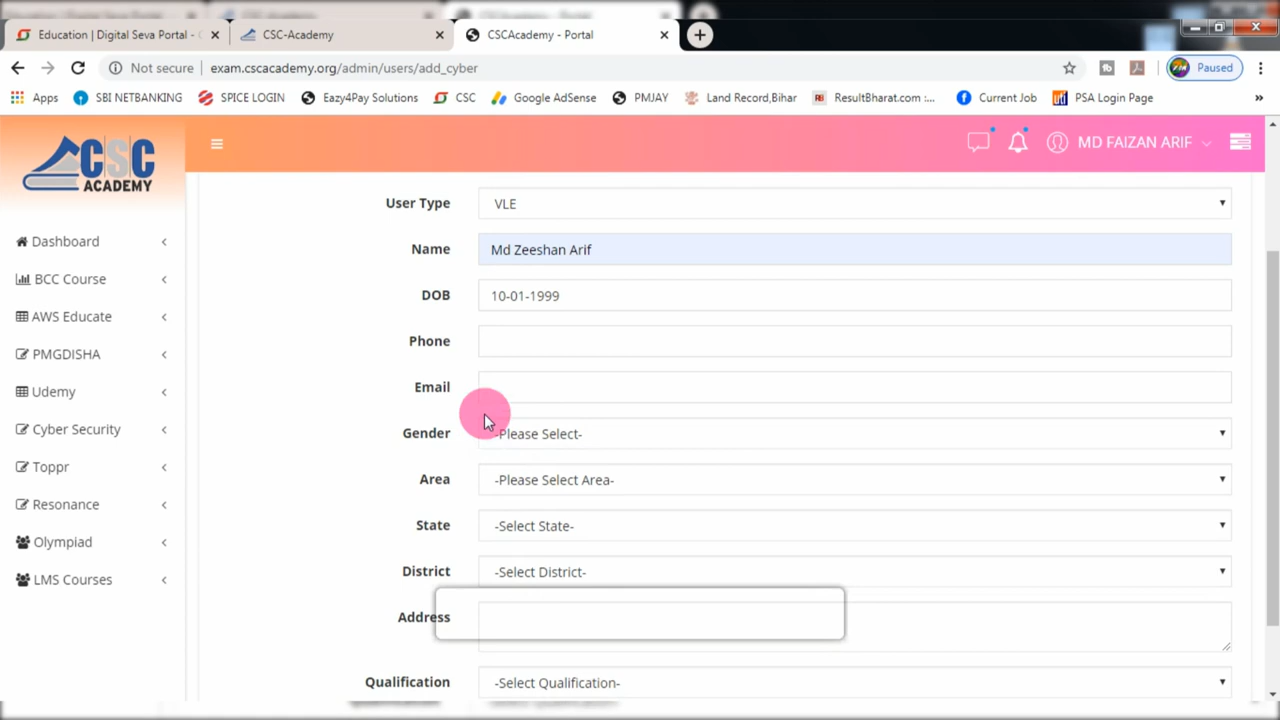 Education | Digital Seva Portal -
CSC-Academy
CSCAcademy - Portal
Not secure
exam.cscacademy.org/admin/users/add_cyber
Paused
Apps
SBI NETBANKING
SPICE LOGIN
Eazy4Pay Solutions
CSC
Google AdSense
PMJAY
Land Record,Bihar
ResultBharat.com :...
Current Job
PSA Login Page
CSC
ACADEMY
MD FAIZAN ARIF
Dashboard
BCC Course
AWS Educate
PMGDISHA
Udemy
Cyber Security
Toppr
Resonance
Olympiad
LMS Courses
User Type VLE
Name Md Zeeshan Arif
DOB 10-01-1999
Phone
Email
Gender -Please Select-
Area -Please Select Area-
State -Select State-
District -Select District-
Address
Qualification -Select Qualification-